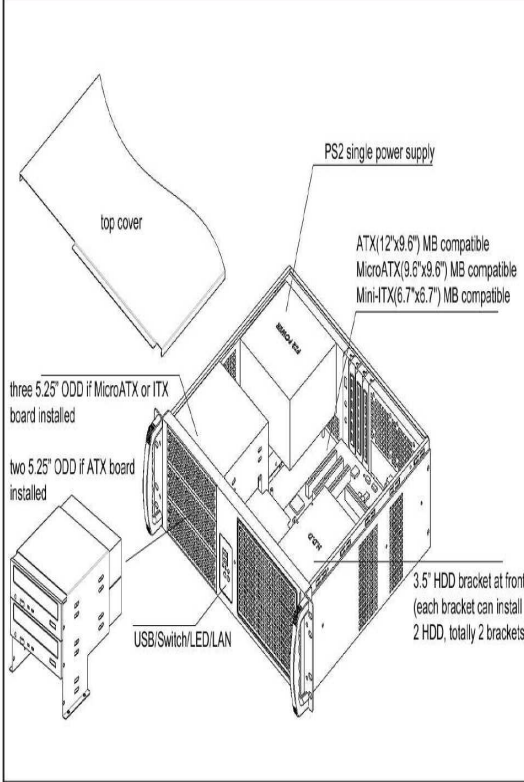 PS2 single power supply
top cover
ATX(12"x9.6") MB compatible
MicroATX(9.6"x9.6") MB compatible
Mini-ITX(6.7"x6.7") MB compatible
PS2 POWER
three 5.25" ODD if MicroATX or ITX
board installed
two 5.25" ODD if ATX board
installed
HDD
3.5" HDD bracket at front
(each bracket can install
2 HDD, totally 2 brackets
USB/Switch/LED/LAN